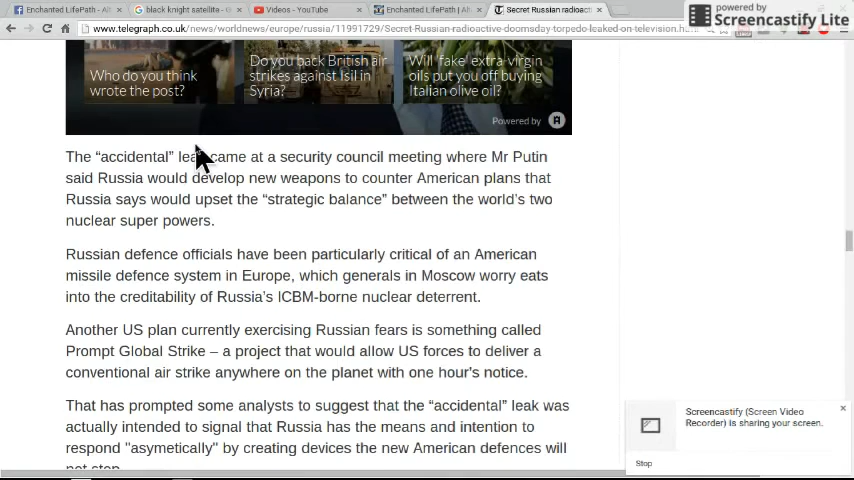 powered by
Screencastify Lite
Enchanted LifePath - 
black knight satellite - G
Videos - YouTube
Enchanted LifePath | A
Secret Russian radioact
www.telegraph.co.uk/news/worldnews/europe/russia/11991729/Secret-Russian-radioactive-doomsday-torpedo-leaked-on-television.htm
Who do you think
wrote the post?
Do you back British air
strikes against Isil in
Syria?
Will 'fake' extra-virgin
oils put you off buying
Italian olive oil?
Powered by
The “accidental” leak came at a security council meeting where Mr Putin
said Russia would develop new weapons to counter American plans that
Russia says would upset the “strategic balance” between the world’s two
nuclear super powers.
Russian defence officials have been particularly critical of an American
missile defence system in Europe, which generals in Moscow worry eats
into the creditability of Russia’s ICBM-borne nuclear deterrent.
Another US plan currently exercising Russian fears is something called
Prompt Global Strike – a project that would allow US forces to deliver a
conventional air strike anywhere on the planet with one hour's notice.
That has prompted some analysts to suggest that the “accidental” leak was
actually intended to signal that Russia has the means and intention to
respond "asymetically" by creating devices the new American defences will
not stop
Screencastify (Screen Video
Recorder) is sharing your screen.
Stop